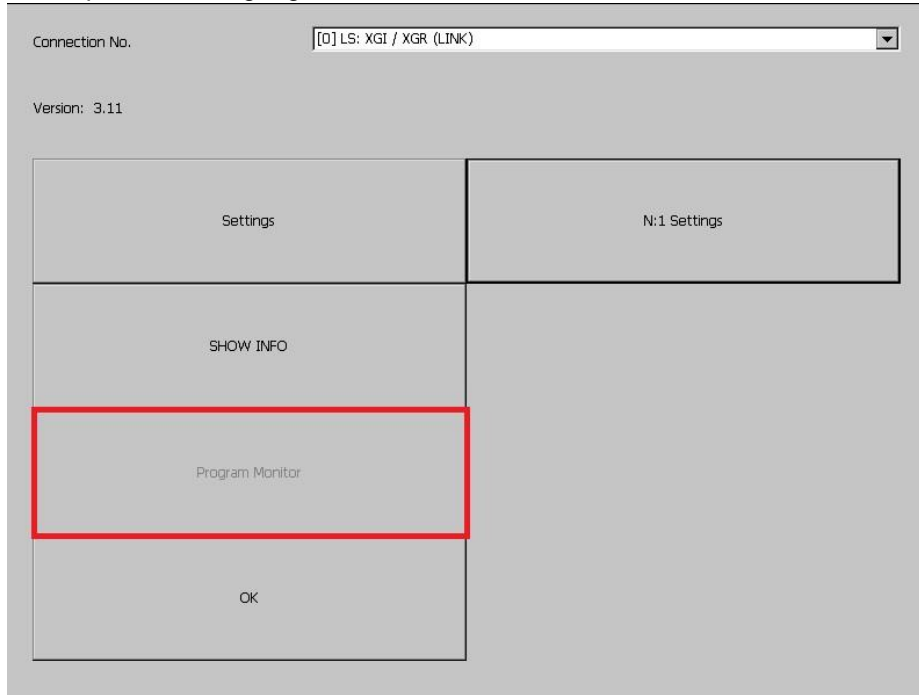 Connection No.
[0] LS: XGI / XGR (LINK)
Version: 3.11
Settings
N:1 Settings
SHOW INFO
Program Monitor
OK